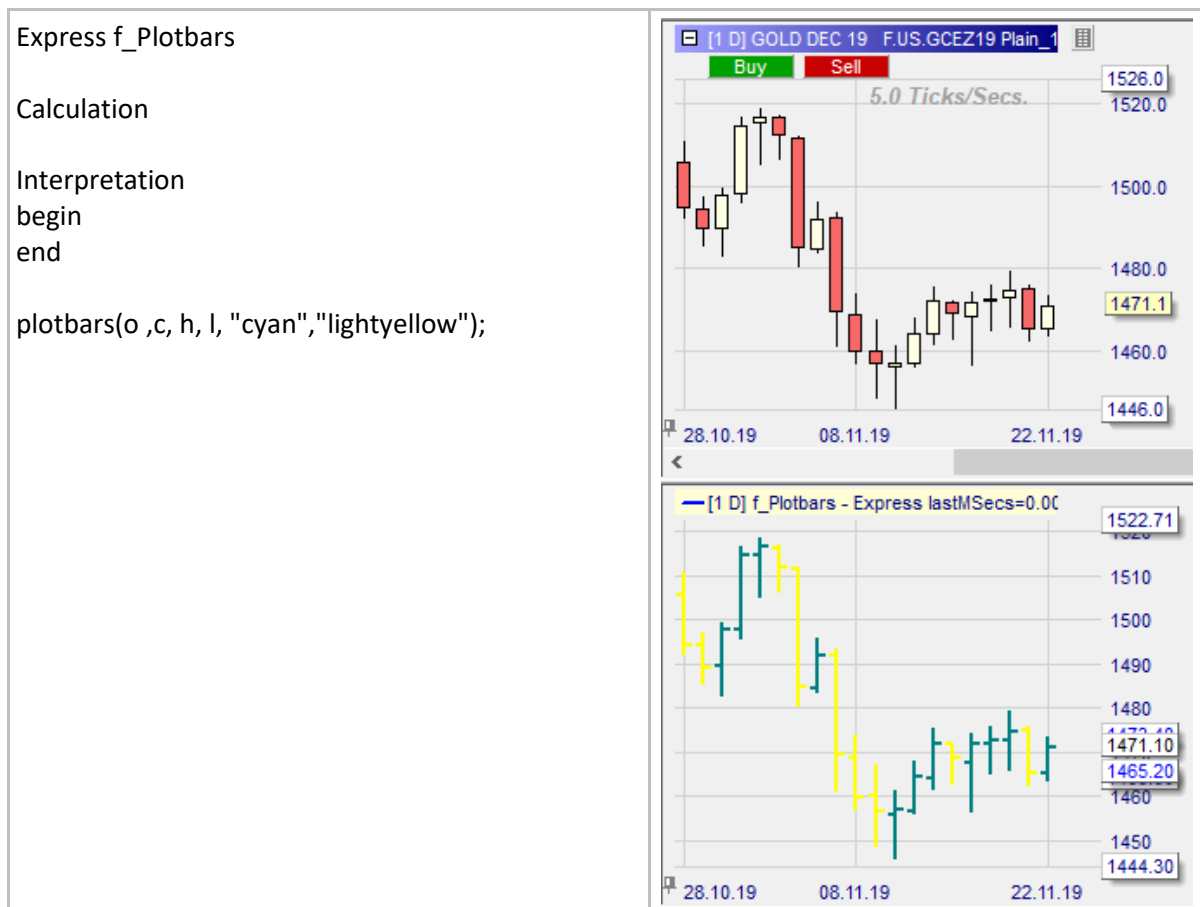 Express f_Plotbars
Calculation
Interpretation
begin
end
plotbars(o ,c, h, l, "cyan","lightyellow");
[1 D] GOLD DEC 19 F.US.GCEZ19 Plain_1
Buy Sell
5.0 Ticks/Secs.
1526.0
1520.0
1500.0
1480.0
1471.1
1460.0
1446.0
28.10.19 08.11.19 22.11.19
[1 D] f_Plotbars - Express lastMSecs=0.00
1522.71
1510
1500
1490
1480
1471.10
1465.20
1460
1450
1444.30
28.10.19 08.11.19 22.11.19